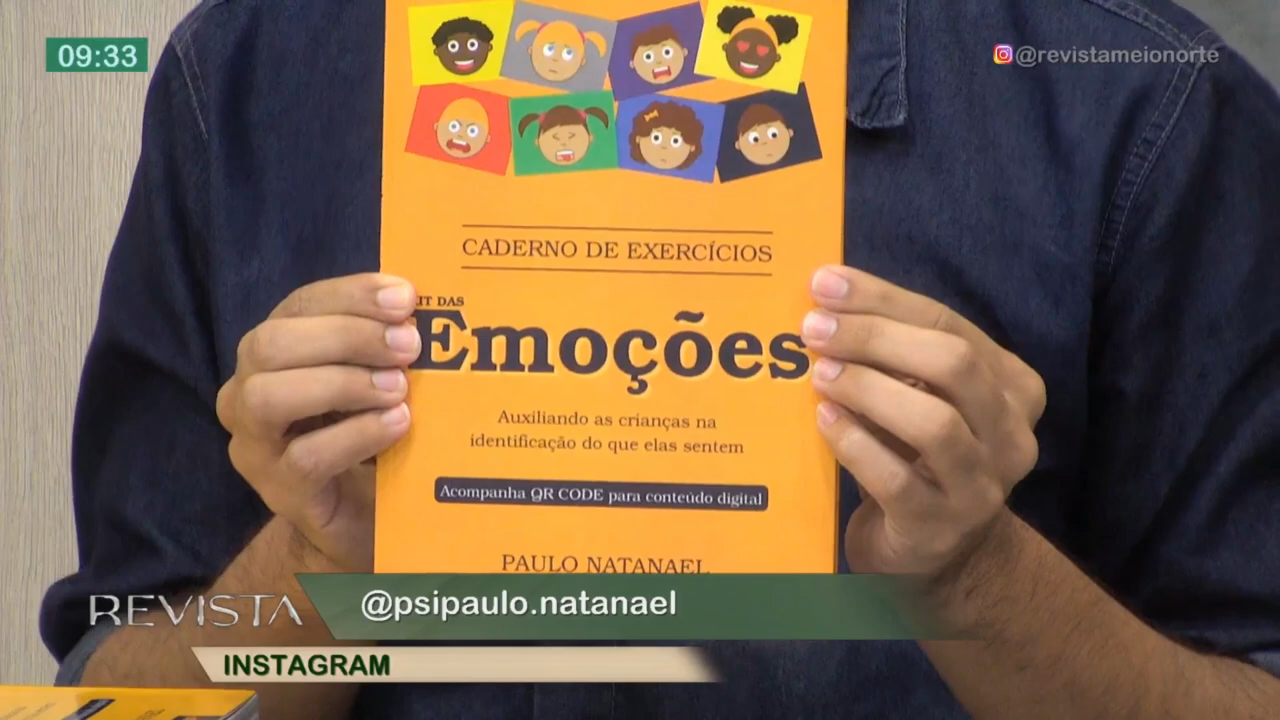 09:33
@revistameionorte
CADERNO DE EXERCÍCIOS
IT DAS
Emoções
Auxiliando as crianças na
identificação do que elas sentem
Acompanha QR CODE para conteúdo digital
PAULO NATANAEL
REVISTA
@psipaulo.natanael
INSTAGRAM